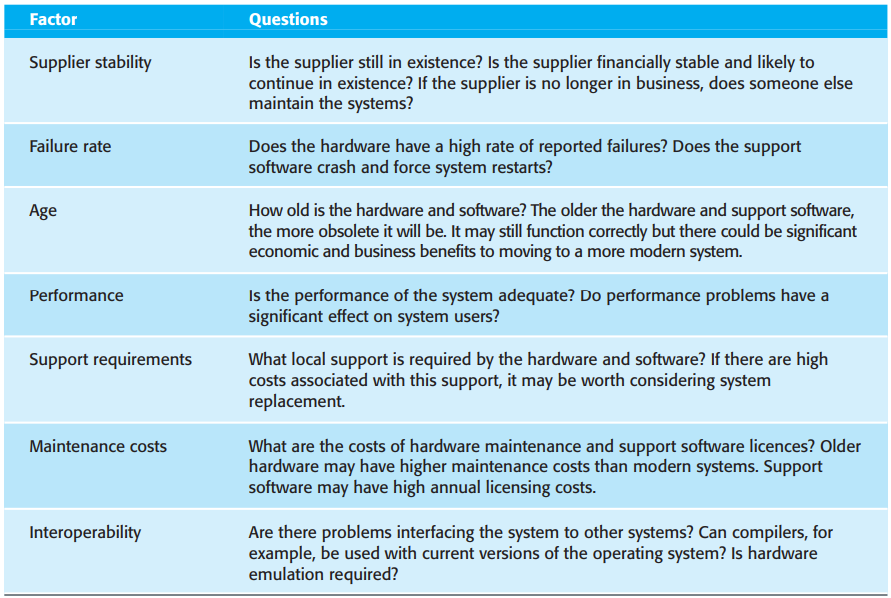 Factor Questions
Supplier stability Is the supplier still in existence? Is the supplier financially stable and likely to
continue in existence? If the supplier is no longer in business, does someone else
maintain the systems?
Failure rate Does the hardware have a high rate of reported failures? Does the support
software crash and force system restarts?
Age How old is the hardware and software? The older the hardware and support software,
the more obsolete it will be. It may still function correctly but there could be significant
economic and business benefits to moving to a more modern system.
Performance Is the performance of the system adequate? Do performance problems have a
significant effect on system users?
Support requirements What local support is required by the hardware and software? If there are high
costs associated with this support, it may be worth considering system
replacement.
Maintenance costs What are the costs of hardware maintenance and support software licences? Older
hardware may have higher maintenance costs than modern systems. Support
software may have high annual licensing costs.
Interoperability Are there problems interfacing the system to other systems? Can compilers, for
example, be used with current versions of the operating system? Is hardware
emulation required?